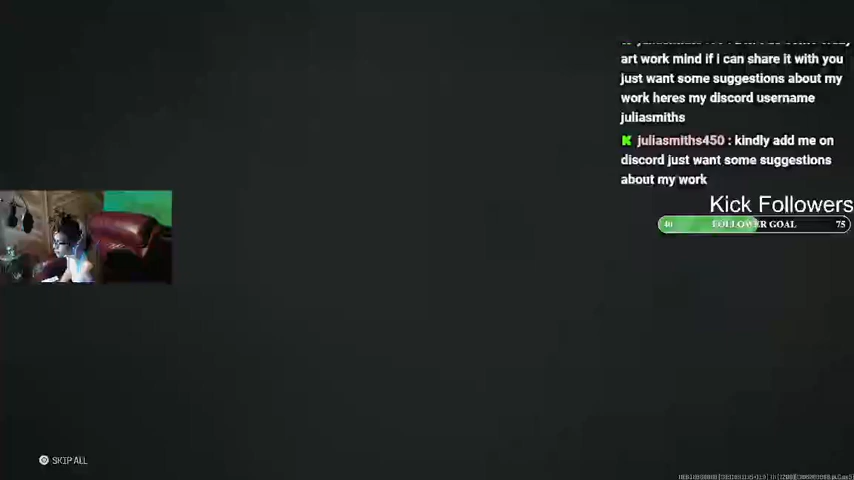 art work mind if i can share it with you
just want some suggestions about my
work heres my discord username
juliasmiths
juliasmiths450 : kindly add me on
discord just want some suggestions
about my work
Kick Followers
40 FOLLOWER GOAL 75
SKIP ALL